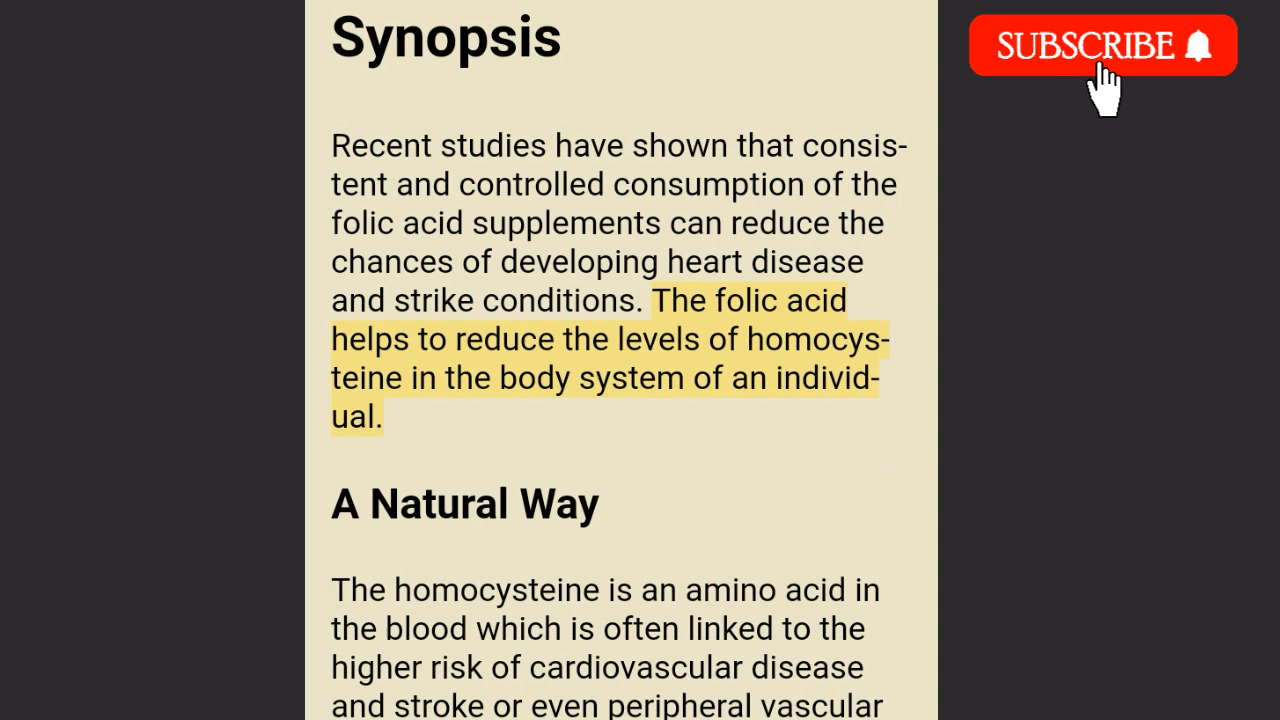 Synopsis
SUBSCRIBE
Recent studies have shown that consis-
tent and controlled consumption of the
folic acid supplements can reduce the
chances of developing heart disease
and strike conditions. The folic acid
helps to reduce the levels of homocys-
teine in the body system of an individ-
ual.
A Natural Way
The homocysteine is an amino acid in
the blood which is often linked to the
higher risk of cardiovascular disease
and stroke or even peripheral vascular